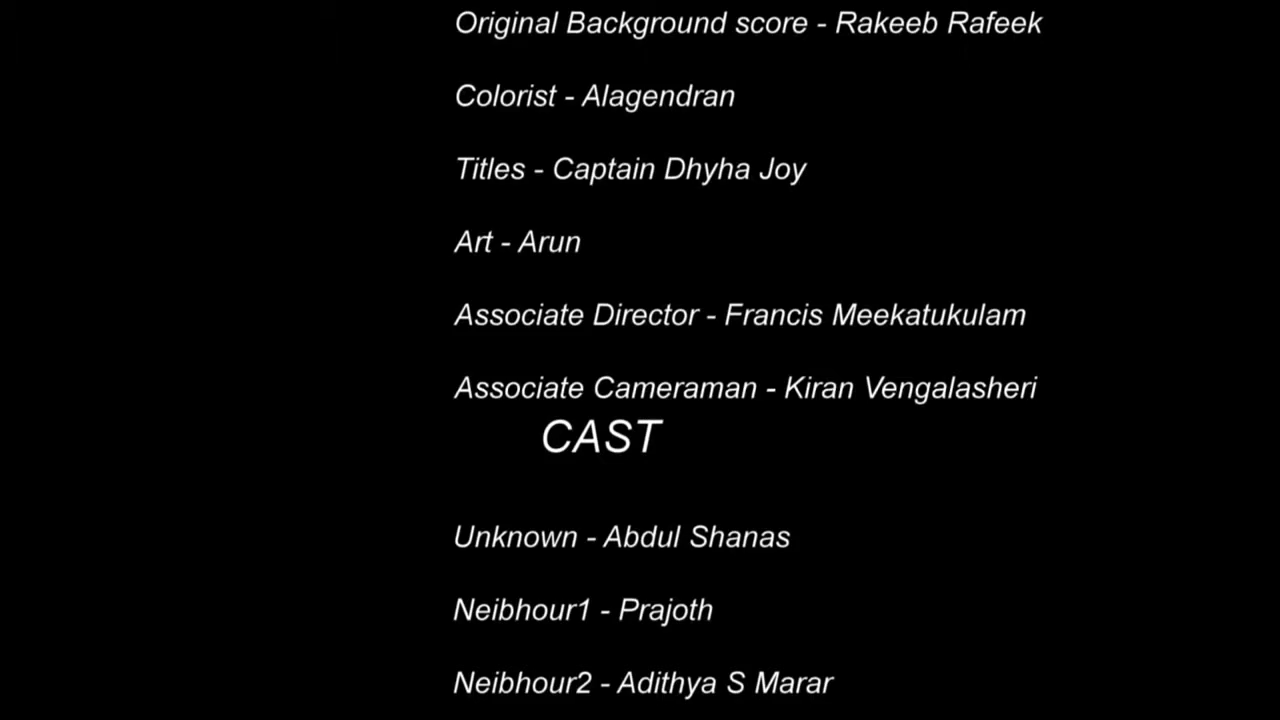 Original Background score - Rakeeb Rafeek
Colorist - Alagendran
Titles - Captain Dhyha Joy
Art - Arun
Associate Director - Francis Meekatukulam
Associate Cameraman - Kiran Vengalasheri
CAST
Unknown - Abdul Shanas
Neibhour1 - Prajoth
Neibhour2 - Adithya S Marar